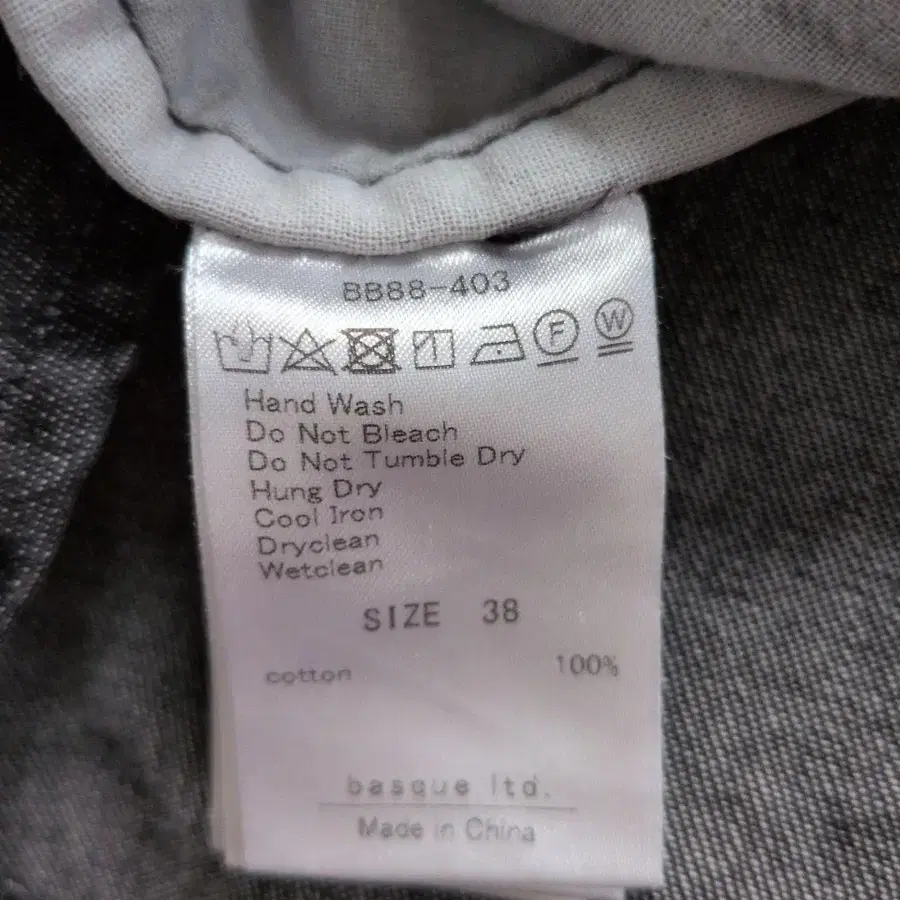 BB88-403
F W
Hand Wash
Do Not Bleach
Do Not Tumble Dry
Hung Dry
Cool Iron
Dryclean
Wetclean
SIZE 38
cotton 100%
basque ltd.
Made in China